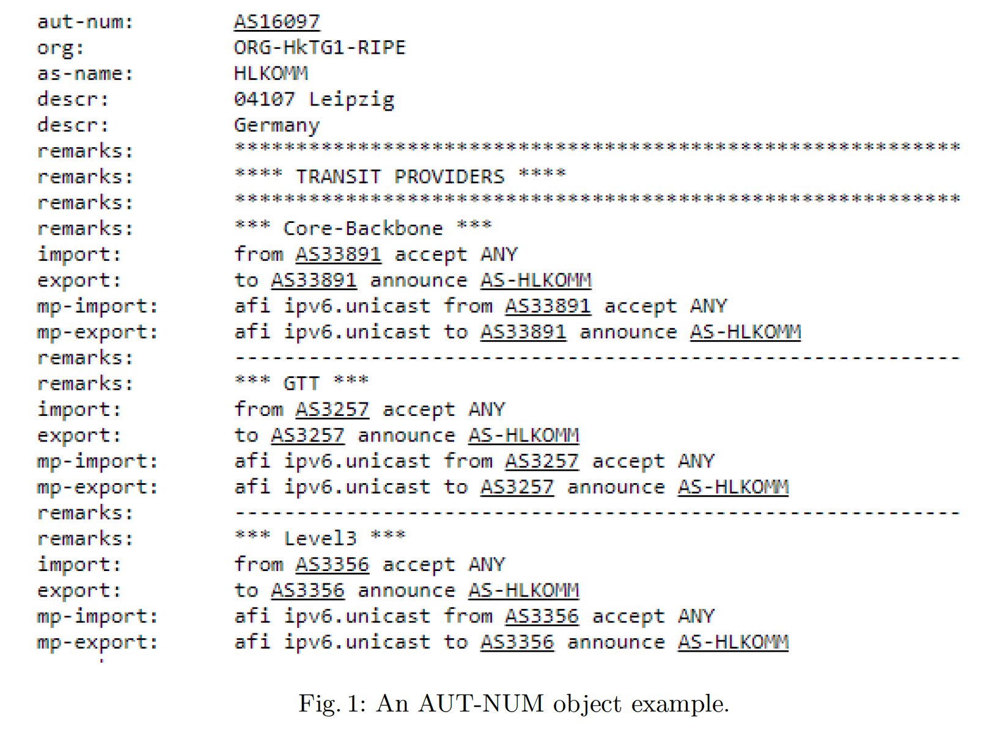 aut-num: AS16097
org: ORG-HkTG1-RIPE
as-name: HLKOMM
descr: 04107 Leipzig
descr: Germany
remarks: ***********************************************************
remarks: **** TRANSIT PROVIDERS ****
remarks: ***********************************************************
remarks: *** Core-Backbone ***
import: from AS33891 accept ANY
export: to AS33891 announce AS-HLKOMM
mp-import: afi ipv6.unicast from AS33891 accept ANY
mp-export: afi ipv6.unicast to AS33891 announce AS-HLKOMM
remarks: -----------------------------------------------------------
remarks: *** GTT ***
import: from AS3257 accept ANY
export: to AS3257 announce AS-HLKOMM
mp-import: afi ipv6.unicast from AS3257 accept ANY
mp-export: afi ipv6.unicast to AS3257 announce AS-HLKOMM
remarks: -----------------------------------------------------------
remarks: *** Level3 ***
import: from AS3356 accept ANY
export: to AS3356 announce AS-HLKOMM
mp-import: afi ipv6.unicast from AS3356 accept ANY
mp-export: afi ipv6.unicast to AS3356 announce AS-HLKOMM
Fig. 1: An AUT-NUM object example.